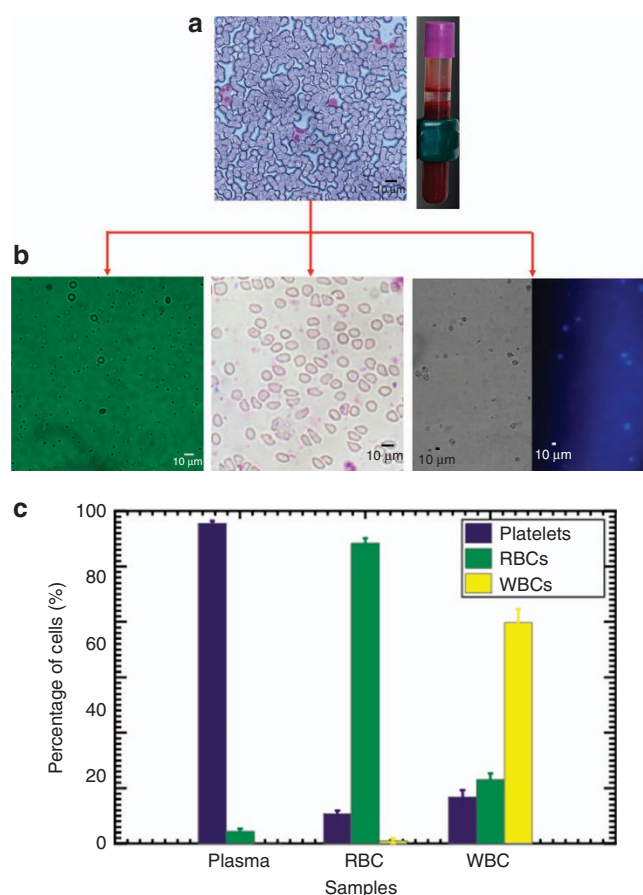 a
10 µm
b
10 µm
10 µm
10 µm
10 µm
c
100
80
60
40
20
0
Percentage of cells (%)
Platelets
RBCs
WBCs
Plasma
RBC
WBC
Samples